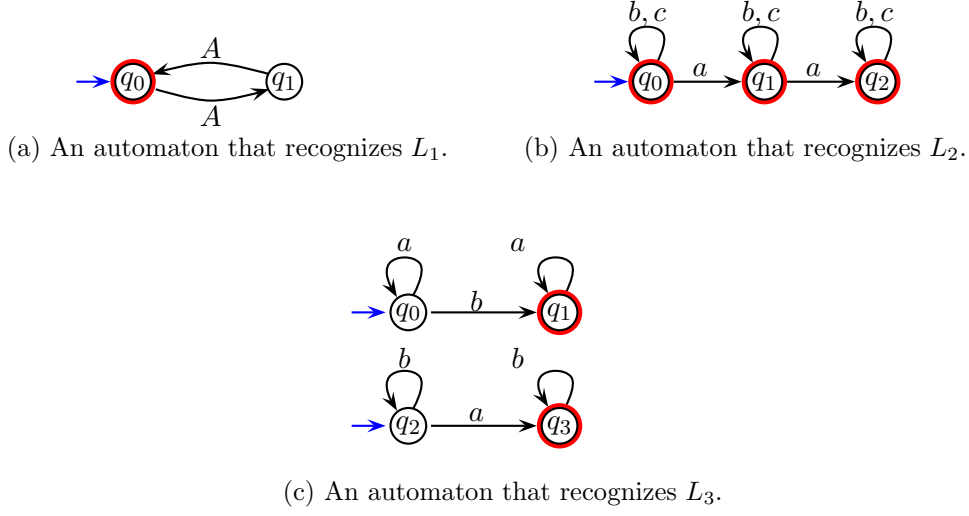 b, c b, c b, c
A
q0 q1 q0 a q1 a q2
A
(a) An automaton that recognizes L1. (b) An automaton that recognizes L2.
a a
q0 b q1
b b
q2 a q3
(c) An automaton that recognizes L3.